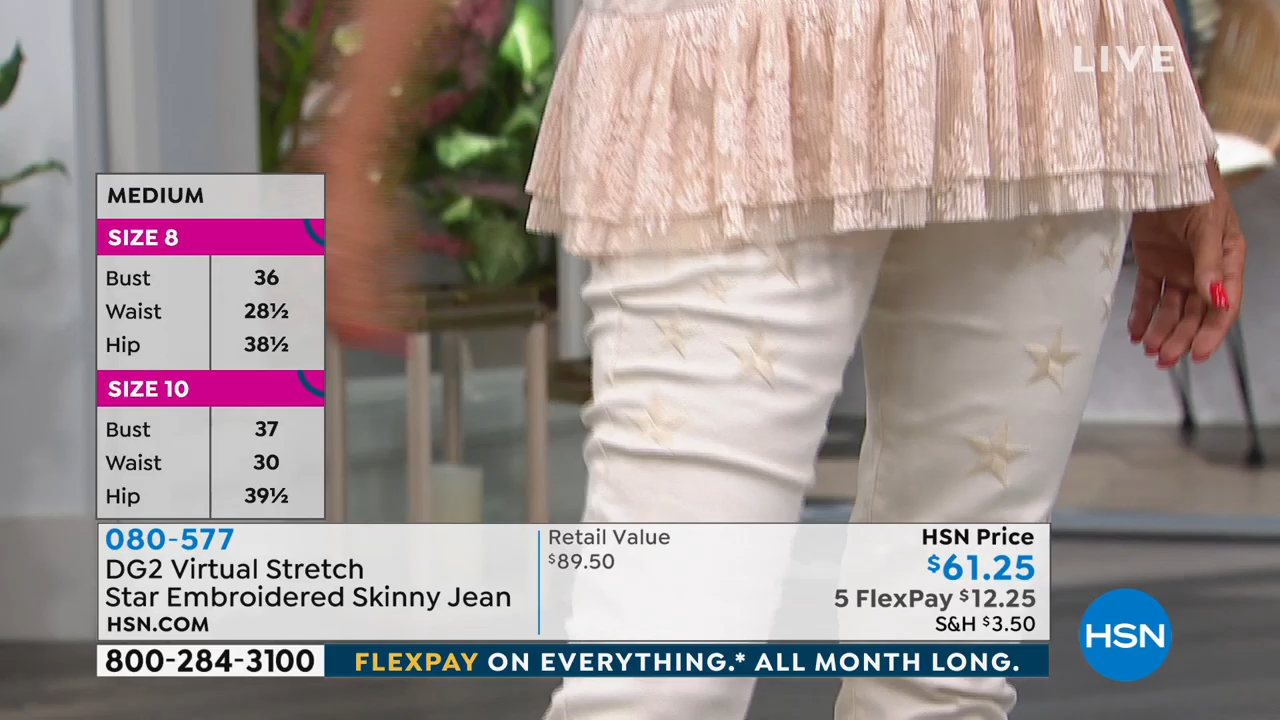 LIVE
MEDIUM
SIZE 8
Bust 36
Waist 28½
Hip 38½
SIZE 10
Bust 37
Waist 30
Hip 39½
080-577
DG2 Virtual Stretch
Star Embroidered Skinny Jean
HSN.COM
Retail Value
$89.50
HSN Price
$61.25
5 FlexPay $12.25
S&H $3.50
800-284-3100 FLEXPAY ON EVERYTHING.* ALL MONTH LONG.
HSN